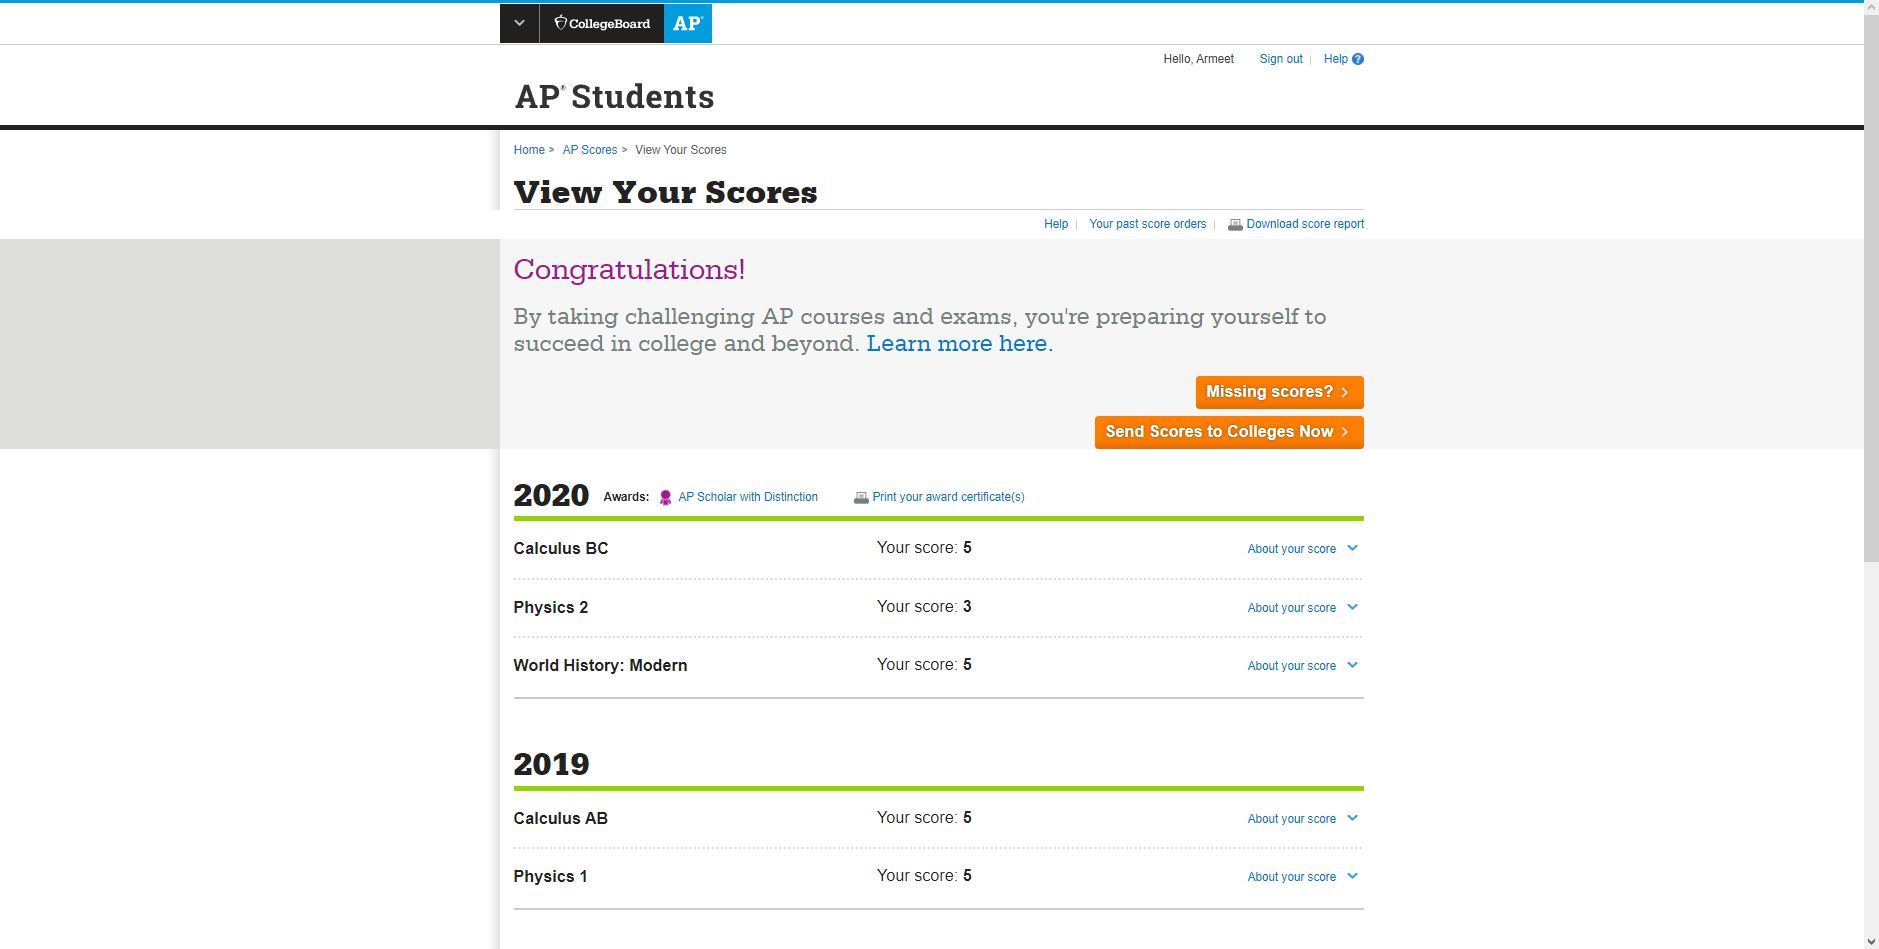 CollegeBoard AP®
Hello, Armeet Sign out Help ?
AP® Students
Home > AP Scores > View Your Scores
View Your Scores
Help Your past score orders Download score report
Congratulations!
By taking challenging AP courses and exams, you're preparing yourself to
succeed in college and beyond. Learn more here.
Missing scores? >
Send Scores to Colleges Now >
2020 Awards: AP Scholar with Distinction Print your award certificate(s)
Calculus BC Your score: 5 About your score
Physics 2 Your score: 3 About your score
World History: Modern Your score: 5 About your score
2019
Calculus AB Your score: 5 About your score
Physics 1 Your score: 5 About your score